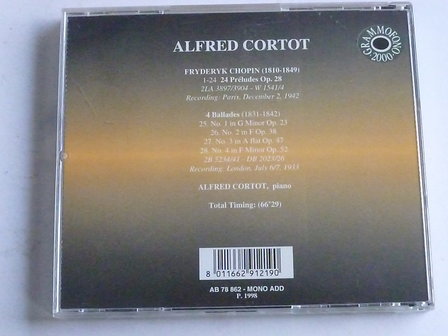 ALFRED CORTOT
GRAMMOFONO 2000
FRYDERYK CHOPIN (1810-1849)
1-24 24 Préludes Op. 28
2LA 3897/3904 - W 1541/4
Recording: Paris, December 2, 1942
4 Ballades (1831-1842)
25. No. 1 in G Minor Op. 23
26. No. 2 in F Op. 38
27. No. 3 in A flat Op. 47
28. No. 4 in F Minor Op. 52
2B 5234/41 - DB 2023/26
Recording: London, July 6/7, 1933
ALFRED CORTOT, piano
Total Timing: (66'29)
8 011662 912190
AB 78 862 - MONO ADD
P. 1998